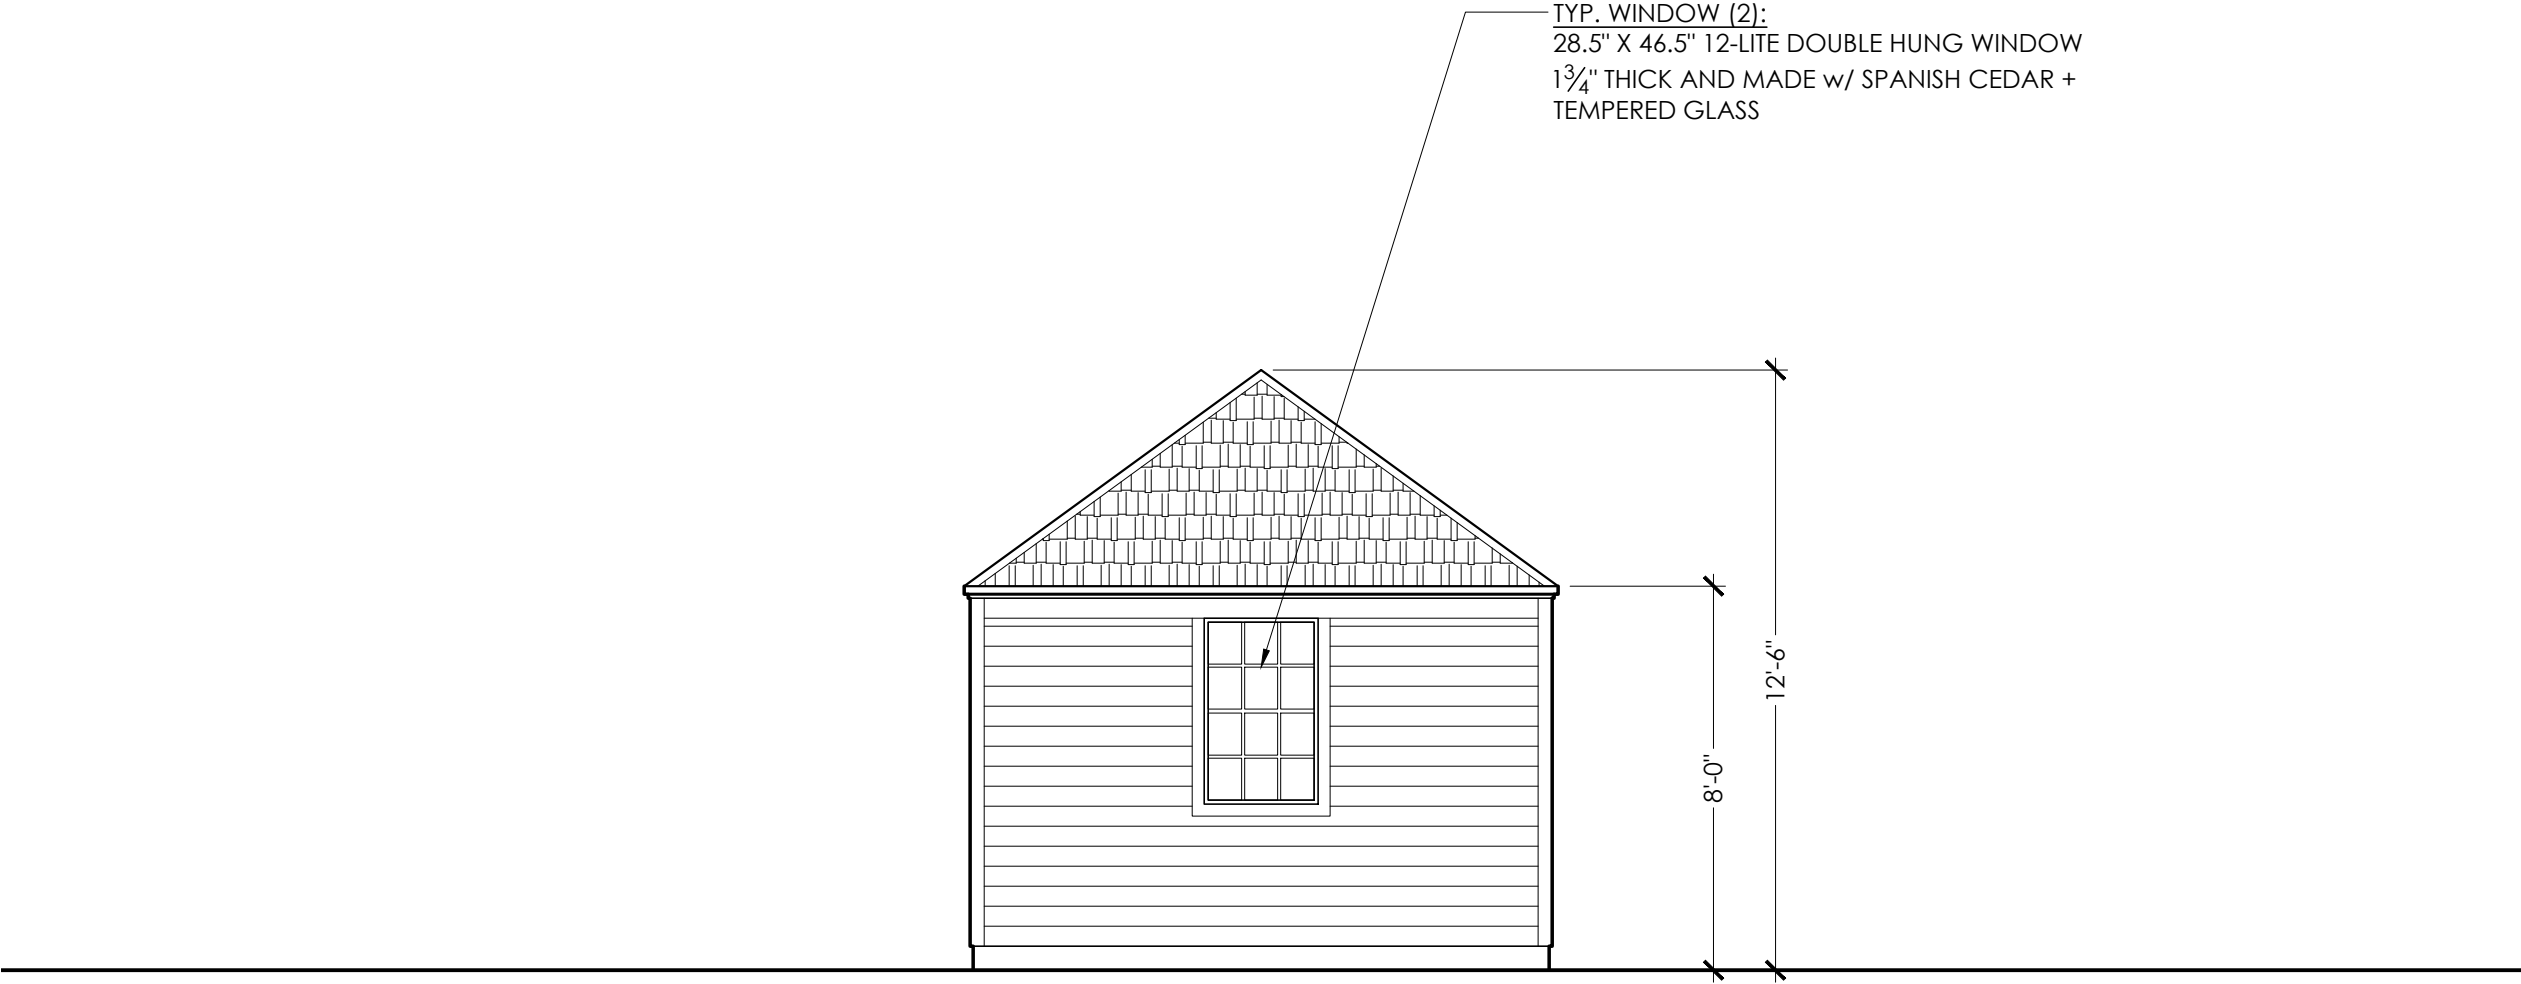 TYP. WINDOW (2):
28.5" X 46.5" 12-LITE DOUBLE HUNG WINDOW
1¾" THICK AND MADE w/ SPANISH CEDAR +
TEMPERED GLASS
12'-6"
8'-0"